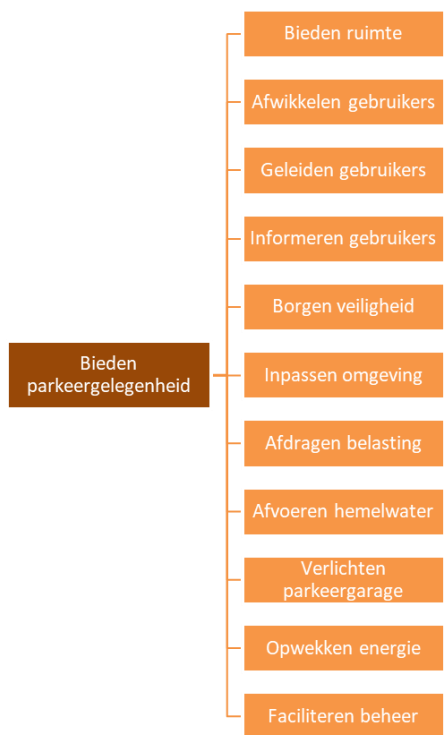 Bieden ruimte
Afwikkelen gebruikers
Geleiden gebruikers
Informeren gebruikers
Borgen veiligheid
Bieden
parkeergelegenheid
Inpassen omgeving
Afdragen belasting
Afvoeren hemelwater
Verlichten
parkeergarage
Opwekken energie
Faciliteren beheer